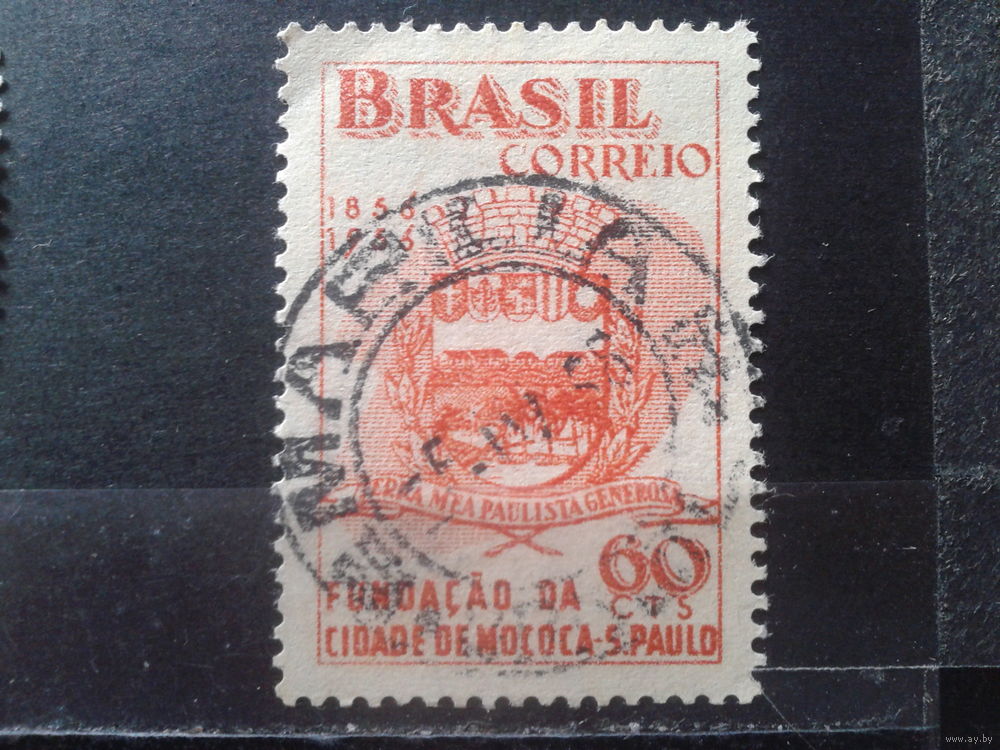 BRASIL
CORREIO
1856
1956
MARILIA
TERRA MEA PAULISTA GENEROSA
60
CTS
FUNDAÇÃO DA
CIDADE DE MOCOCA-S.PAULO
www.ay.by